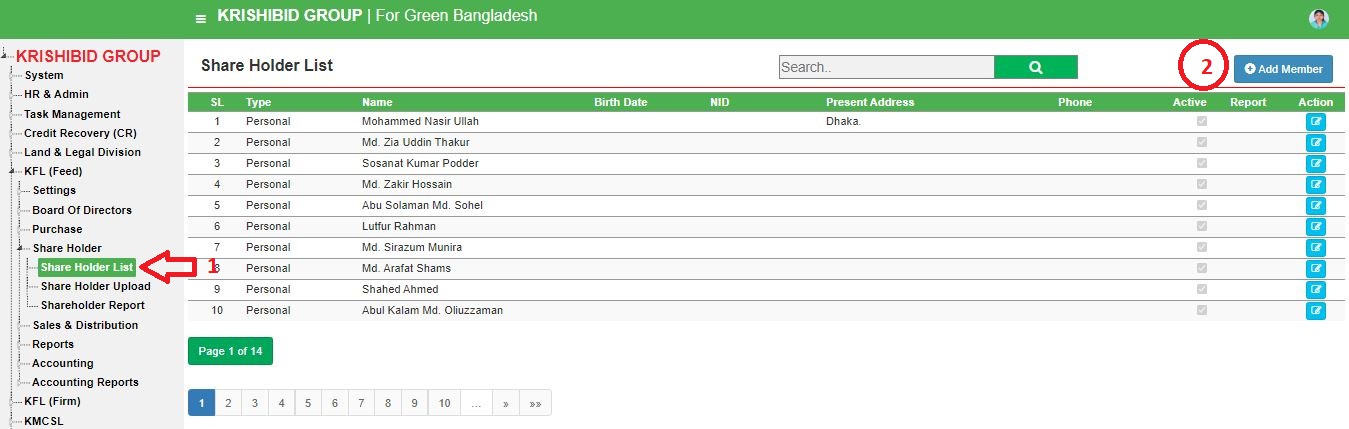 KRISHIBID GROUP | For Green Bangladesh
KRISHIBID GROUP
System
HR & Admin
Task Management
Credit Recovery (CR)
Land & Legal Division
KFL (Feed)
Settings
Board Of Directors
Purchase
Share Holder
Share Holder List
1
Share Holder Upload
Shareholder Report
Sales & Distribution
Reports
Accounting
Accounting Reports
KFL (Firm)
KMCSL
Share Holder List
Search..
2
Add Member
SL Type Name Birth Date NID Present Address Phone Active Report Action
1 Personal Mohammed Nasir Ullah Dhaka.
2 Personal Md. Zia Uddin Thakur
3 Personal Sosanat Kumar Podder
4 Personal Md. Zakir Hossain
5 Personal Abu Solaman Md. Sohel
6 Personal Lutfur Rahman
7 Personal Md. Sirazum Munira
8 Personal Md. Arafat Shams
9 Personal Shahed Ahmed
10 Personal Abul Kalam Md. Oliuzzaman
Page 1 of 14
1 2 3 4 5 6 7 8 9 10 ... » »»